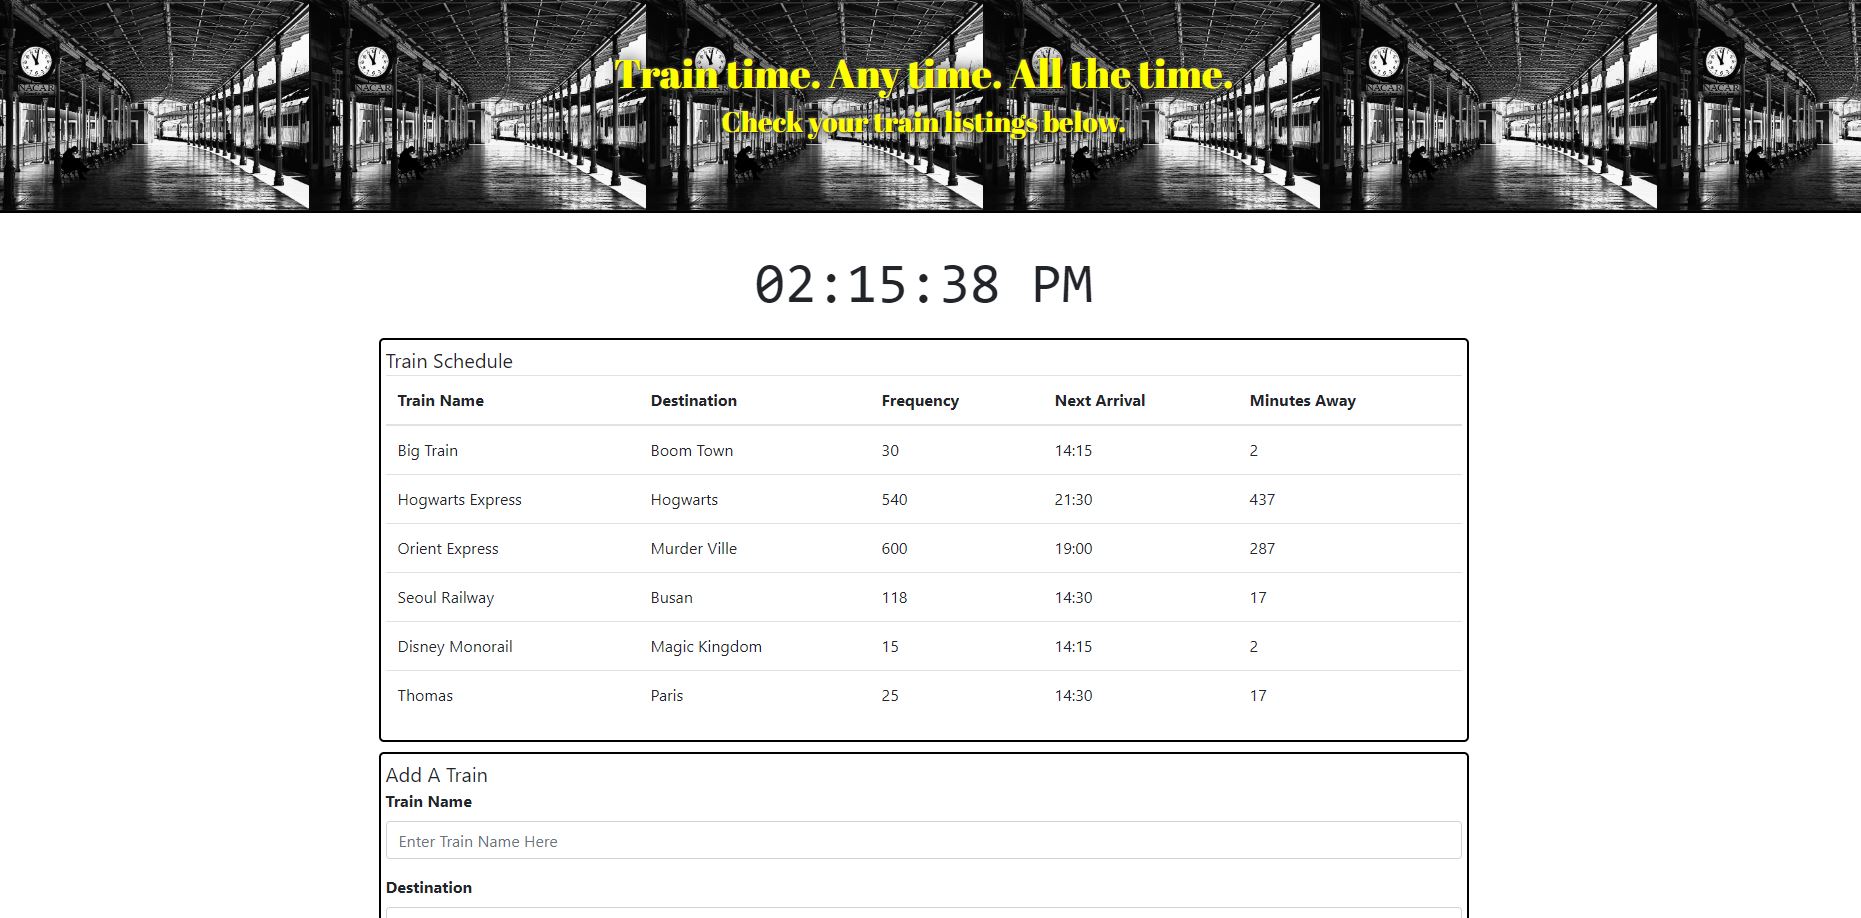 Train time. Any time. All the time.
Check your train listings below.
02:15:38 PM
Train Schedule
Train Name Destination Frequency Next Arrival Minutes Away
Big Train Boom Town 30 14:15 2
Hogwarts Express Hogwarts 540 21:30 437
Orient Express Murder Ville 600 19:00 287
Seoul Railway Busan 118 14:30 17
Disney Monorail Magic Kingdom 15 14:15 2
Thomas Paris 25 14:30 17
Add A Train
Train Name
Enter Train Name Here
Destination